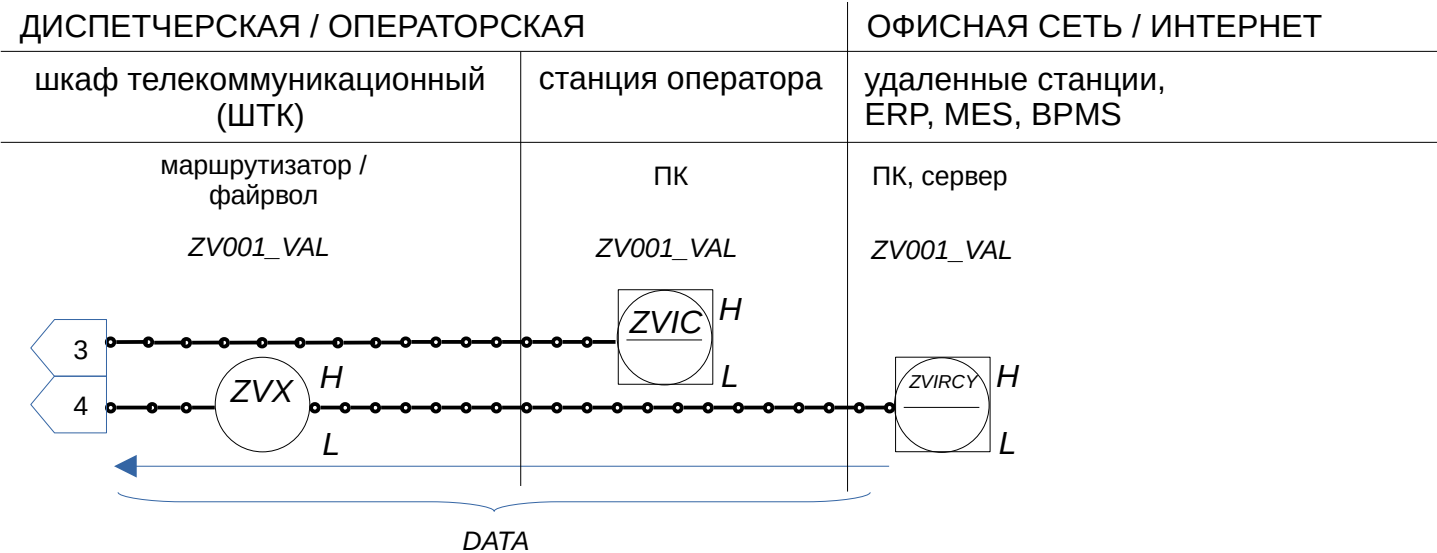 ДИСПЕТЧЕРСКАЯ / ОПЕРАТОРСКАЯ
ОФИСНАЯ СЕТЬ / ИНТЕРНЕТ
шкаф телекоммуникационный
(ШТК)
станция оператора
удаленные станции,
ERP, MES, BPMS
маршрутизатор /
файрвол
ПК
ПК, сервер
ZV001_VAL
ZV001_VAL
ZV001_VAL
3
ZVIC
H
L
4
ZVX
H
L
ZVIRCY
H
L
DATA